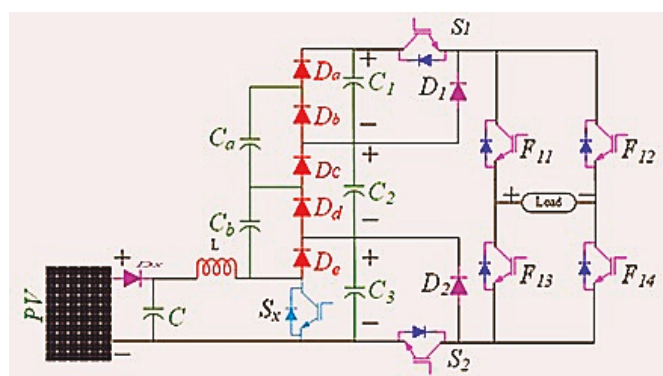 S1
+
Da
C1
D1
Db
−
F11
F12
Ca
+
Dc
C2
+ Load −
Dd
Cb
−
L
+
+
Dx
De
C3
D2
F13
F14
PV
C
Sx
−
−
S2